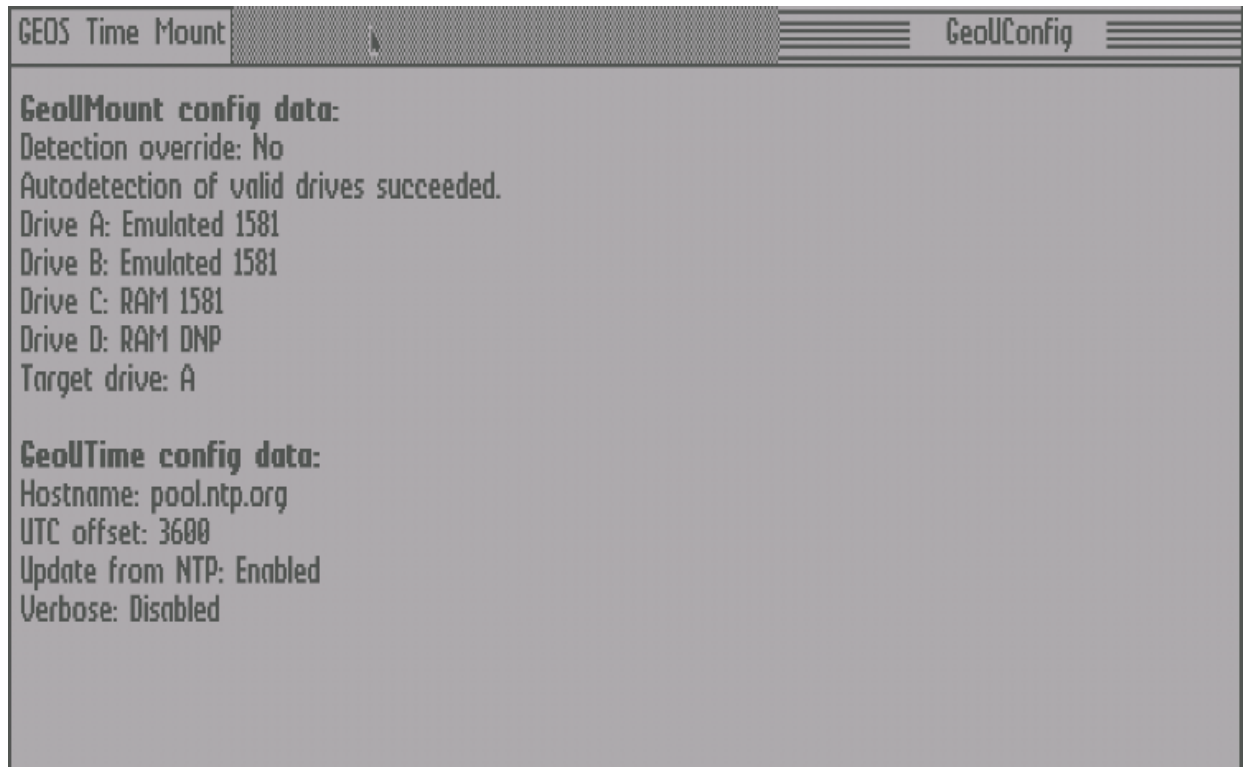 GEOS Time Mount
GeoUConfig
GeoUMount config data:
Detection override: No
Autodetection of valid drives succeeded.
Drive A: Emulated 1581
Drive B: Emulated 1581
Drive C: RAM 1581
Drive D: RAM DNP
Target drive: A
GeoUTime config data:
Hostname: pool.ntp.org
UTC offset: 3600
Update from NTP: Enabled
Verbose: Disabled